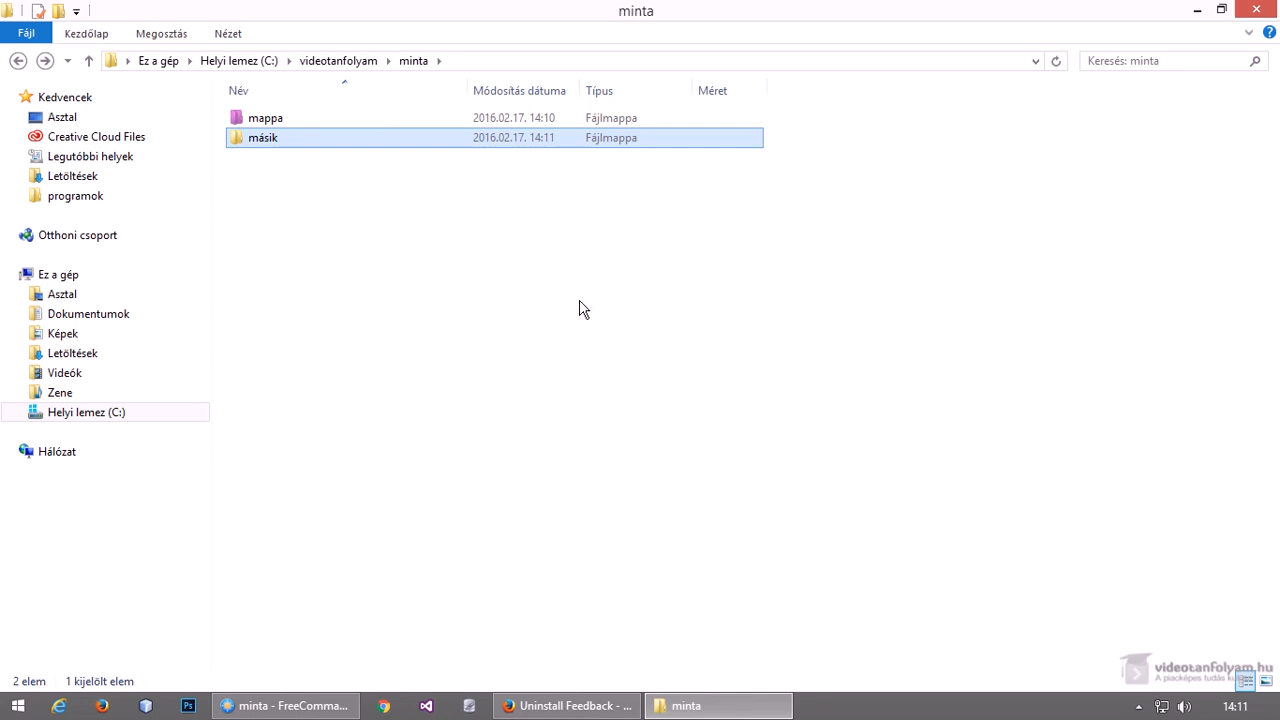 minta
Fájl Kezdőlap Megosztás Nézet
Ez a gép Helyi lemez (C:) videotanfolyam minta
Keresés: minta
Név Módosítás dátuma Típus Méret
mappa 2016.02.17. 14:10 Fájlmappa
másik 2016.02.17. 14:11 Fájlmappa
Kedvencek
Asztal
Creative Cloud Files
Legutóbbi helyek
Letöltések
programok
Otthoni csoport
Ez a gép
Asztal
Dokumentumok
Képek
Letöltések
Videók
Zene
Helyi lemez (C:)
Hálózat
videotanfolyam.hu
A piacképes tudás
2 elem 1 kijelölt elem
Ps minta - FreeComma... Uninstall Feedback - ... minta 14:11